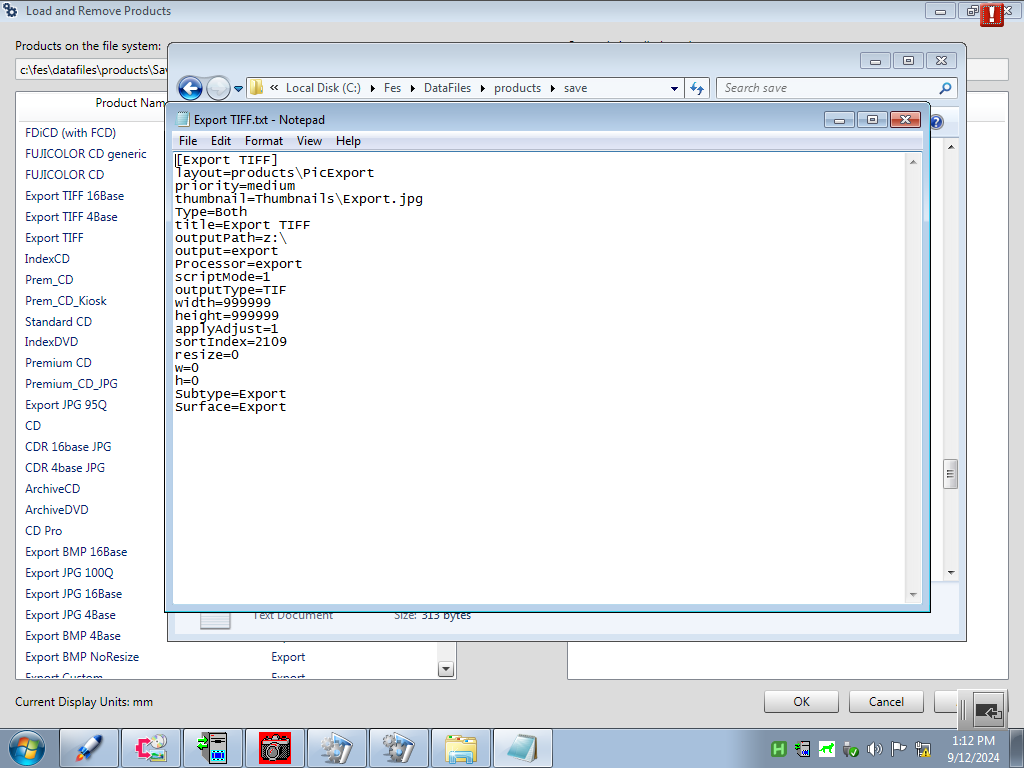 Load and Remove Products
Products on the file system:
c:\fes\datafiles\products\Sav
Product Nam
FDiCD (with FCD)
FUJICOLOR CD generic
FUJICOLOR CD
Export TIFF 16Base
Export TIFF 4Base
Export TIFF
IndexCD
Prem_CD
Prem_CD_Kiosk
Standard CD
IndexDVD
Premium CD
Premium_CD_JPG
Export JPG 95Q
CD
CDR 16base JPG
CDR 4base JPG
ArchiveCD
ArchiveDVD
CD Pro
Export BMP 16Base
Export JPG 100Q
Export JPG 16Base
Export JPG 4Base
Export BMP 4Base
Export BMP NoResize Export
Export Custom Export
« Local Disk (C:) Fes DataFiles products save
Search save
Export TIFF.txt - Notepad
File Edit Format View Help
[Export TIFF]
layout=products\PicExport
priority=medium
thumbnail=Thumbnails\Export.jpg
Type=Both
title=Export TIFF
outputPath=z:\
output=export
Processor=export
scriptMode=1
outputType=TIF
width=999999
height=999999
applyAdjust=1
sortIndex=2109
resize=0
w=0
h=0
Subtype=Export
Surface=Export
Text Document Size: 313 bytes
Current Display Units: mm
OK Cancel
H
1:12 PM
9/12/2024